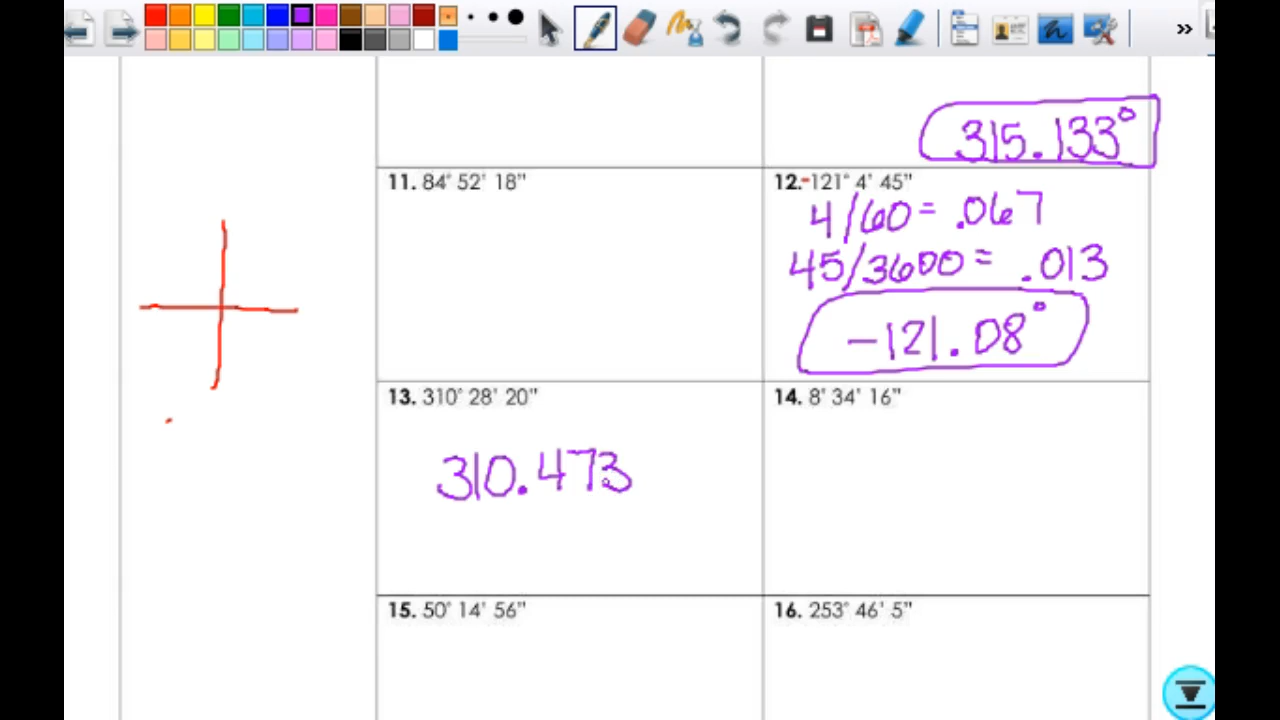 »
315.133°
11. 84° 52' 18"
12.-121° 4' 45"
4/60 = .067
45/3600 = .013
-121.08°
13. 310° 28' 20"
310.473
14. 8° 34' 16"
15. 50° 14' 56"
16. 253° 46' 5"